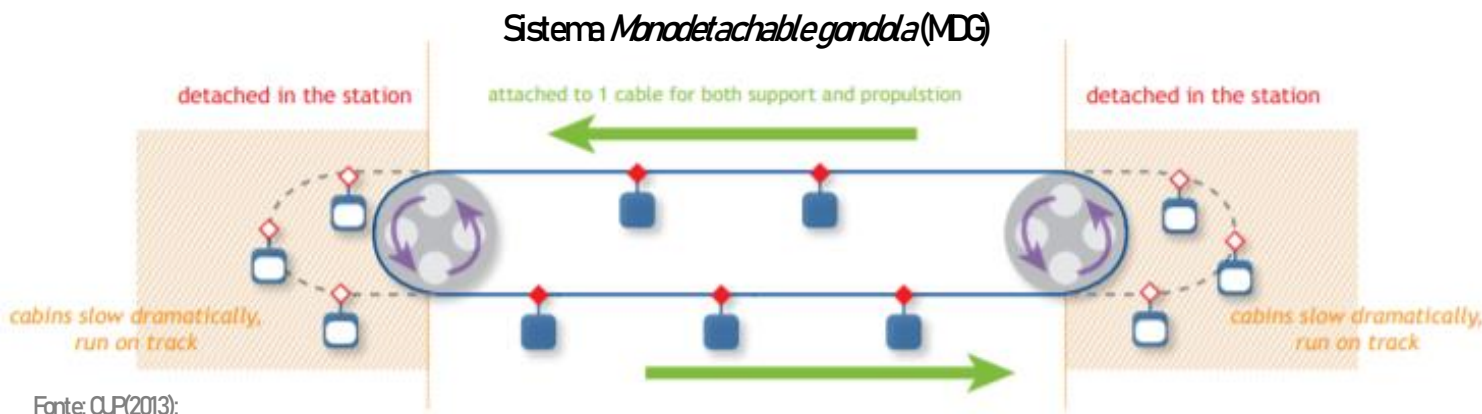 Sistema Monodetachable gondola (MDG)
detached in the station
attached to 1 cable for both support and propulstion
detached in the station
cabins slow dramatically,
run on track
cabins slow dramatically,
run on track
Fonte: CUP(2013):